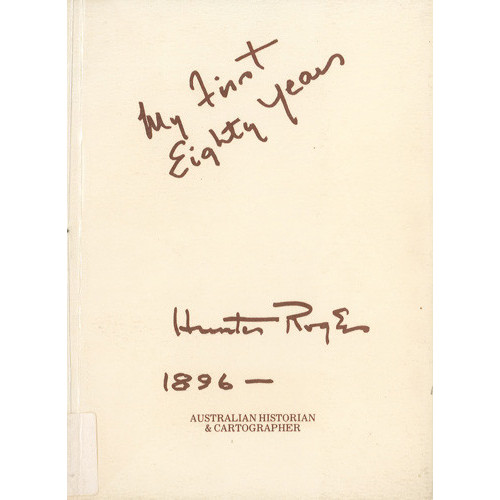 My First
Eighty Years
Hunter Rogers
1896 —
AUSTRALIAN HISTORIAN
& CARTOGRAPHER